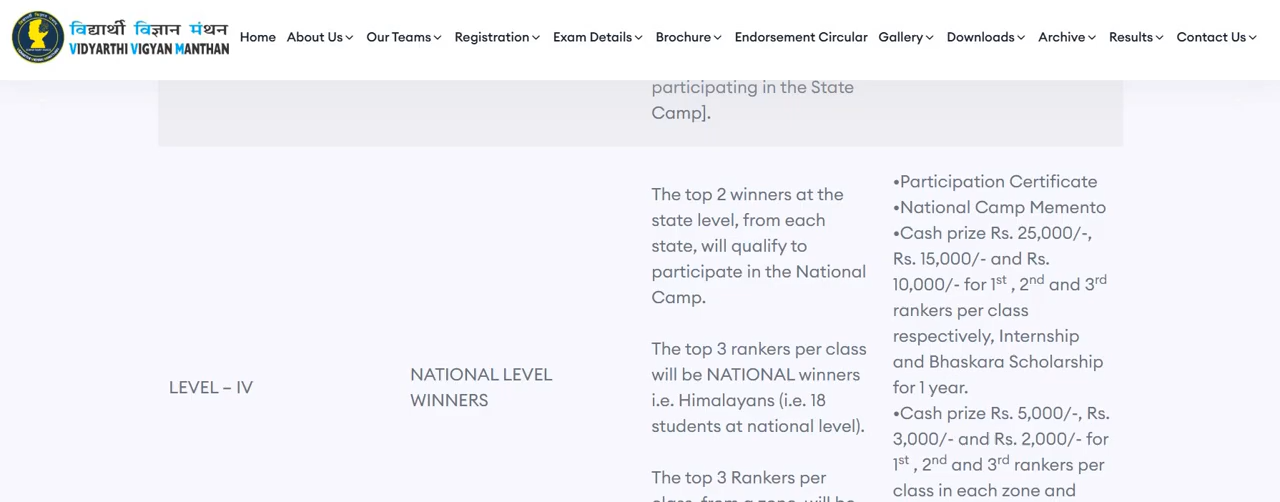 विद्यार्थी विज्ञान मंथन
VIDYARTHI VIGYAN MANTHAN
Home About Us Our Teams Registration Exam Details Brochure Endorsement Circular Gallery Downloads Archive Results Contact Us
participating in the State
Camp].
LEVEL – IV
NATIONAL LEVEL
WINNERS
The top 2 winners at the
state level, from each
state, will qualify to
participate in the National
Camp.
The top 3 rankers per class
will be NATIONAL winners
i.e. Himalayans (i.e. 18
students at national level).
The top 3 Rankers per
class, from a zone, will be
•Participation Certificate
•National Camp Memento
•Cash prize Rs. 25,000/-,
Rs. 15,000/- and Rs.
10,000/- for 1st , 2nd and 3rd
rankers per class
respectively, Internship
and Bhaskara Scholarship
for 1 year.
•Cash prize Rs. 5,000/-, Rs.
3,000/- and Rs. 2,000/- for
1st , 2nd and 3rd rankers per
class in each zone and